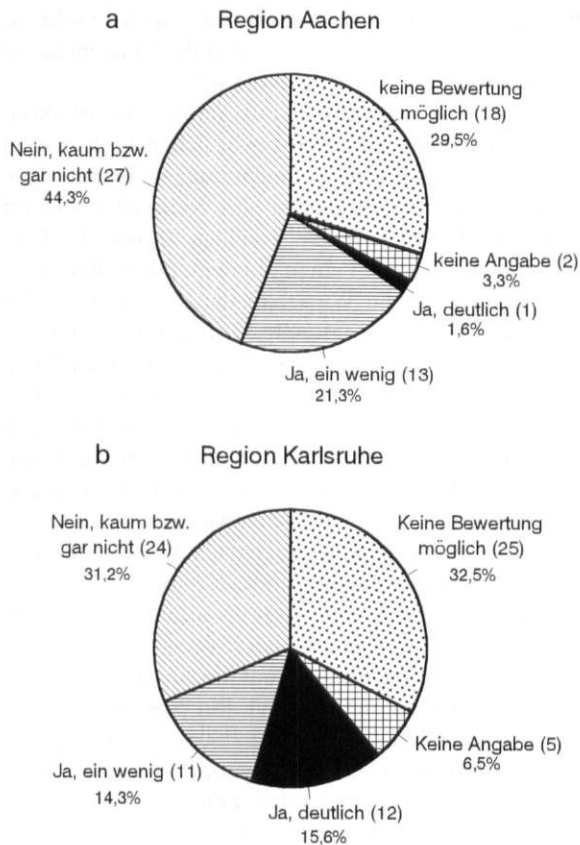 a Region Aachen
keine Bewertung
möglich (18)
29,5%
Nein, kaum bzw.
gar nicht (27)
44,3%
keine Angabe (2)
3,3%
Ja, deutlich (1)
1,6%
Ja, ein wenig (13)
21,3%
b Region Karlsruhe
Nein, kaum bzw.
gar nicht (24)
31,2%
Keine Bewertung
möglich (25)
32,5%
Keine Angabe (5)
6,5%
Ja, ein wenig (11)
14,3%
Ja, deutlich (12)
15,6%